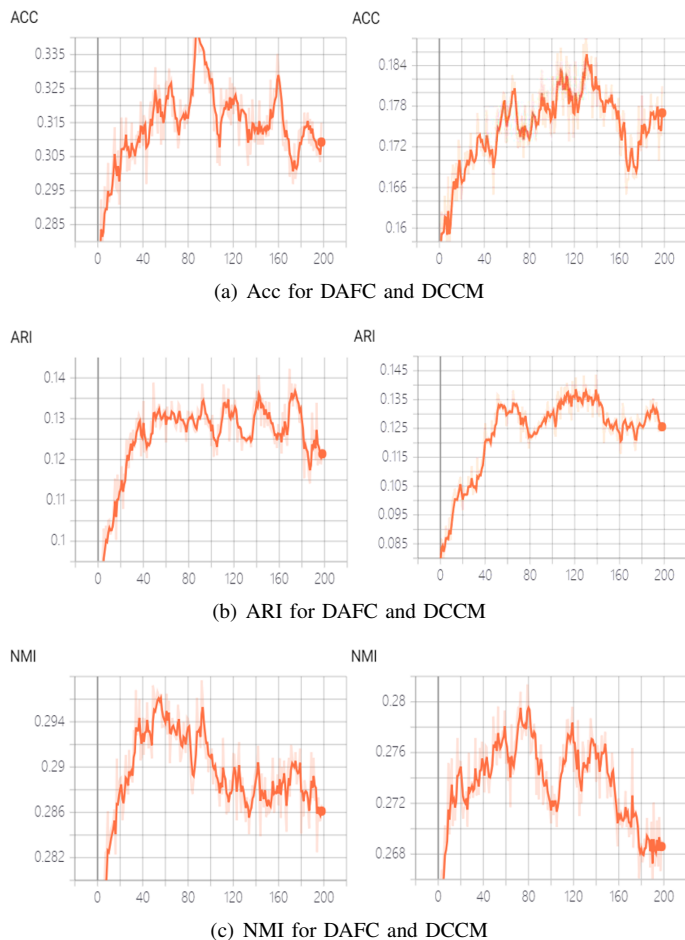 ACC
ACC
0.335
0.325
0.315
0.305
0.295
0.285
0 40 80 120 160 200
0.184
0.178
0.172
0.166
0.16
0 40 80 120 160 200
(a) Acc for DAFC and DCCM
ARI
ARI
0.14
0.13
0.12
0.11
0.1
0 40 80 120 160 200
0.145
0.135
0.125
0.115
0.105
0.095
0.085
0 40 80 120 160 200
(b) ARI for DAFC and DCCM
NMI
NMI
0.294
0.29
0.286
0.282
0 40 80 120 160 200
0.28
0.276
0.272
0.268
0 40 80 120 160 200
(c) NMI for DAFC and DCCM